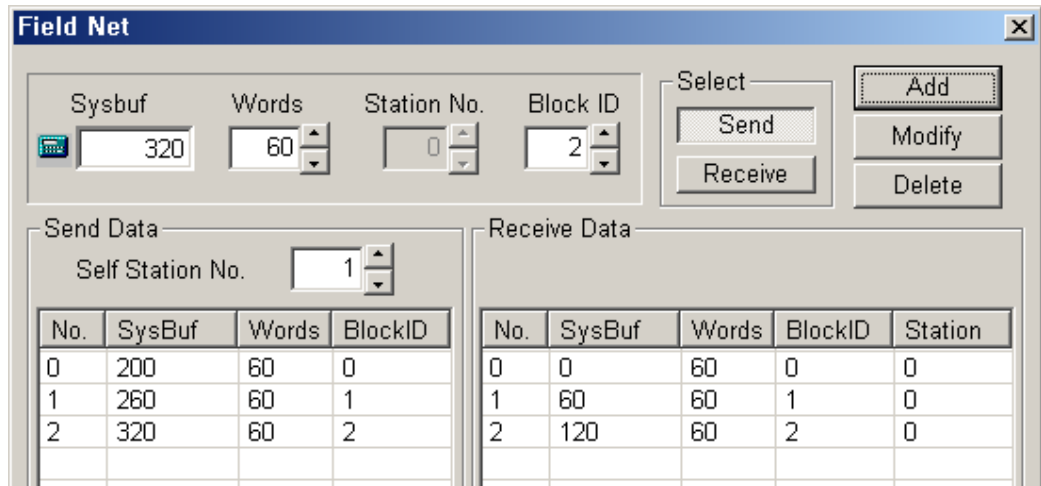 Field Net
Sysbuf Words Station No. Block ID
320 60 0 2
Select
Send
Receive
Add
Modify
Delete
Send Data
Self Station No. 1
No. SysBuf Words BlockID
0 200 60 0
1 260 60 1
2 320 60 2
Receive Data
No. SysBuf Words BlockID Station
0 0 60 0 0
1 60 60 1 0
2 120 60 2 0